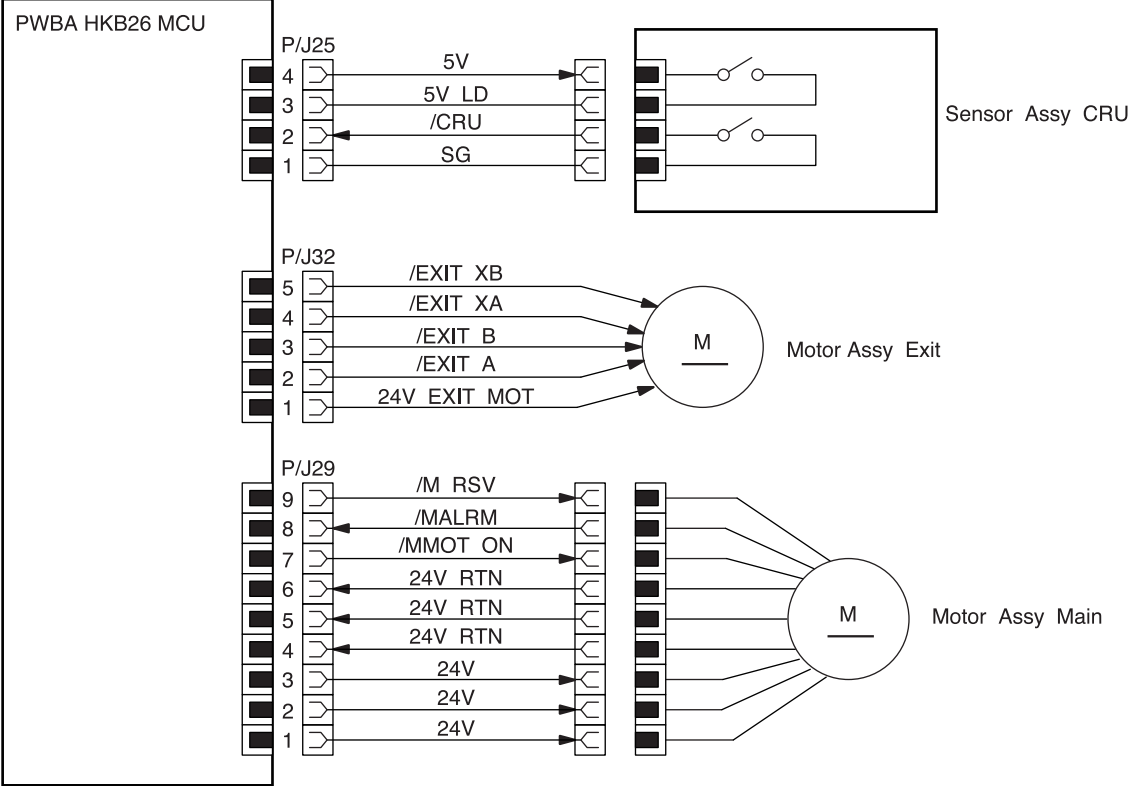 PWBA HKB26 MCU
P/J25
4 5V
3 5V LD
2 /CRU
1 SG
Sensor Assy CRU
P/J32
5 /EXIT XB
4 /EXIT XA
3 /EXIT B
2 /EXIT A
1 24V EXIT MOT
M
Motor Assy Exit
P/J29
9 /M RSV
8 /MALRM
7 /MMOT ON
6 24V RTN
5 24V RTN
4 24V RTN
3 24V
2 24V
1 24V
M
Motor Assy Main